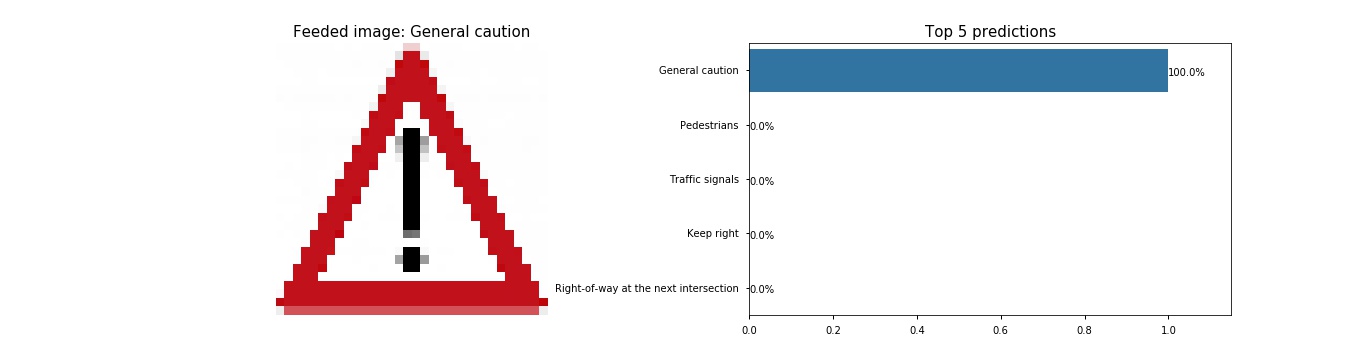 Feeded image: General caution
Top 5 predictions
General caution
100.0%
Pedestrians
0.0%
Traffic signals
0.0%
Keep right
0.0%
Right-of-way at the next intersection
0.0%
0.0 0.2 0.4 0.6 0.8 1.0